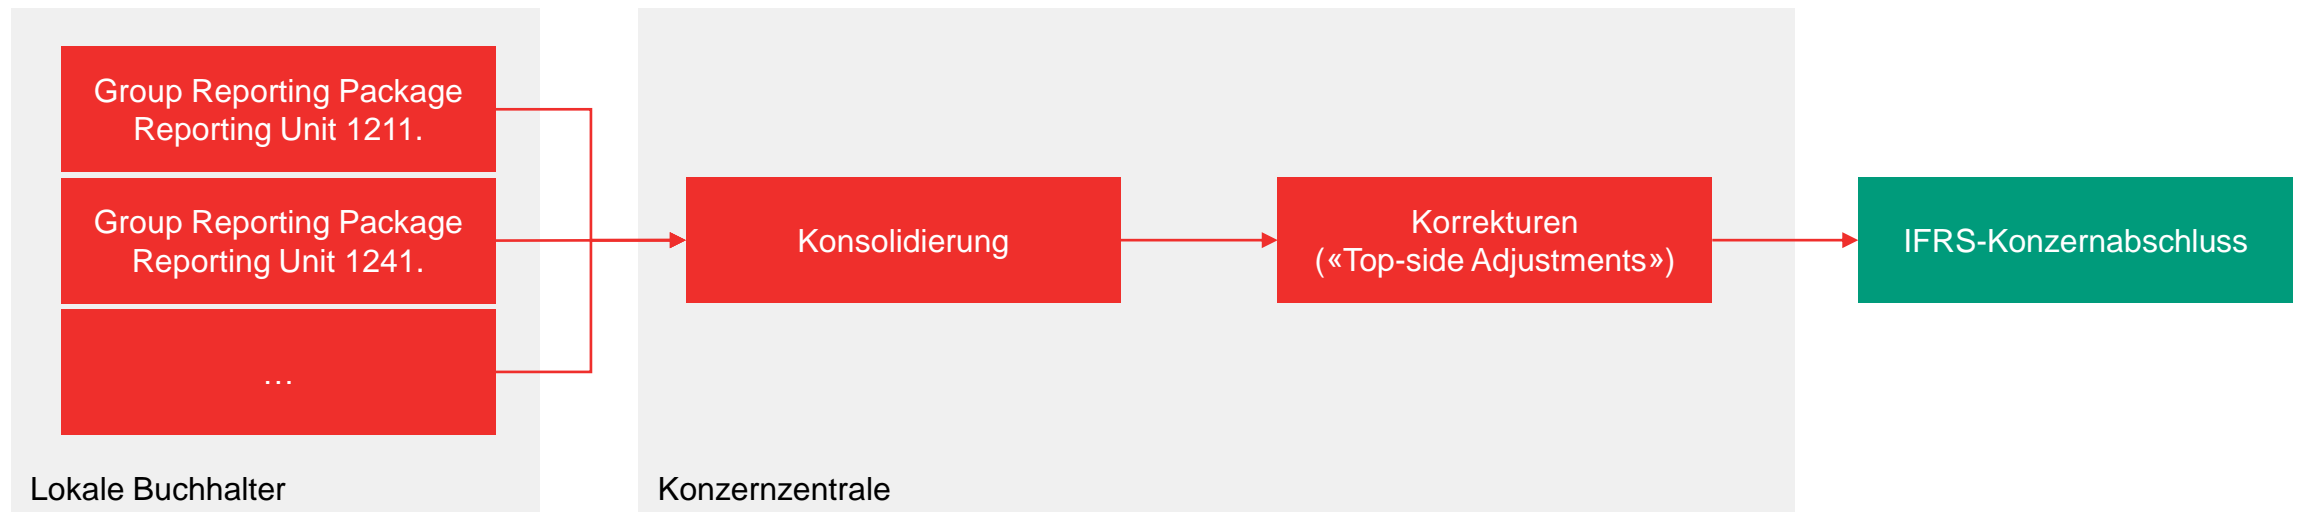 Group Reporting Package
Reporting Unit 1211.
Group Reporting Package
Reporting Unit 1241.
…
Lokale Buchhalter
Konsolidierung
Korrekturen
(«Top-side Adjustments»)
Konzernzentrale
IFRS-Konzernabschluss